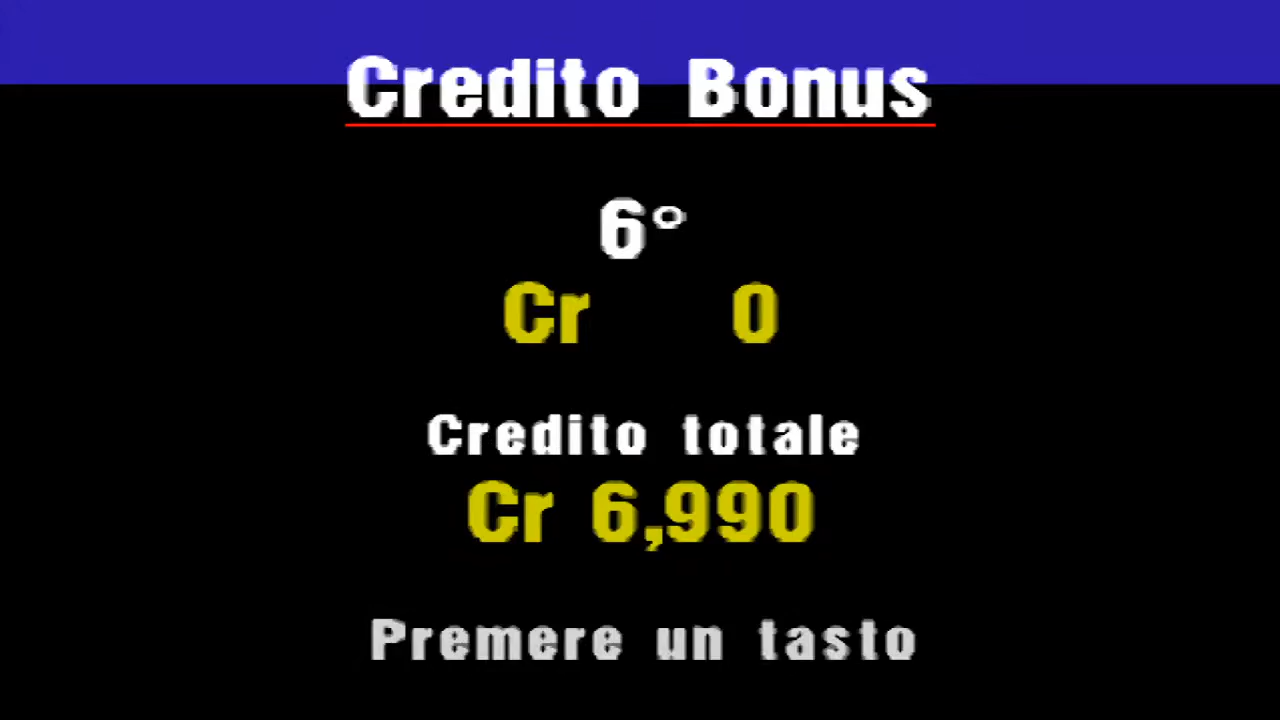 Credito Bonus
6°
Cr 0
Credito totale
Cr 6,990
Premere un tasto